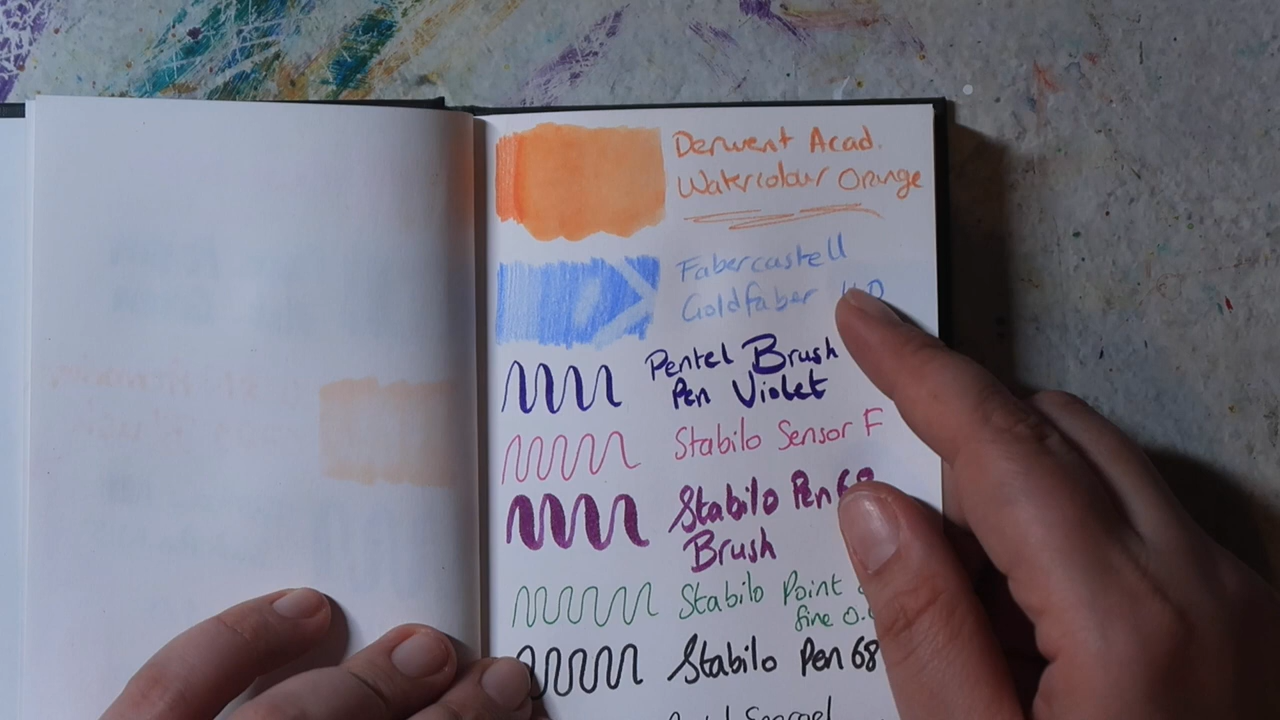 Derwent Acad.
Watercolour Orange
Fabercastell
Goldfaber
Pentel Brush
Pen Violet
Stabilo Sensor F
Stabilo Pen 68
Brush
Stabilo Point
fine
Stabilo Pen 68